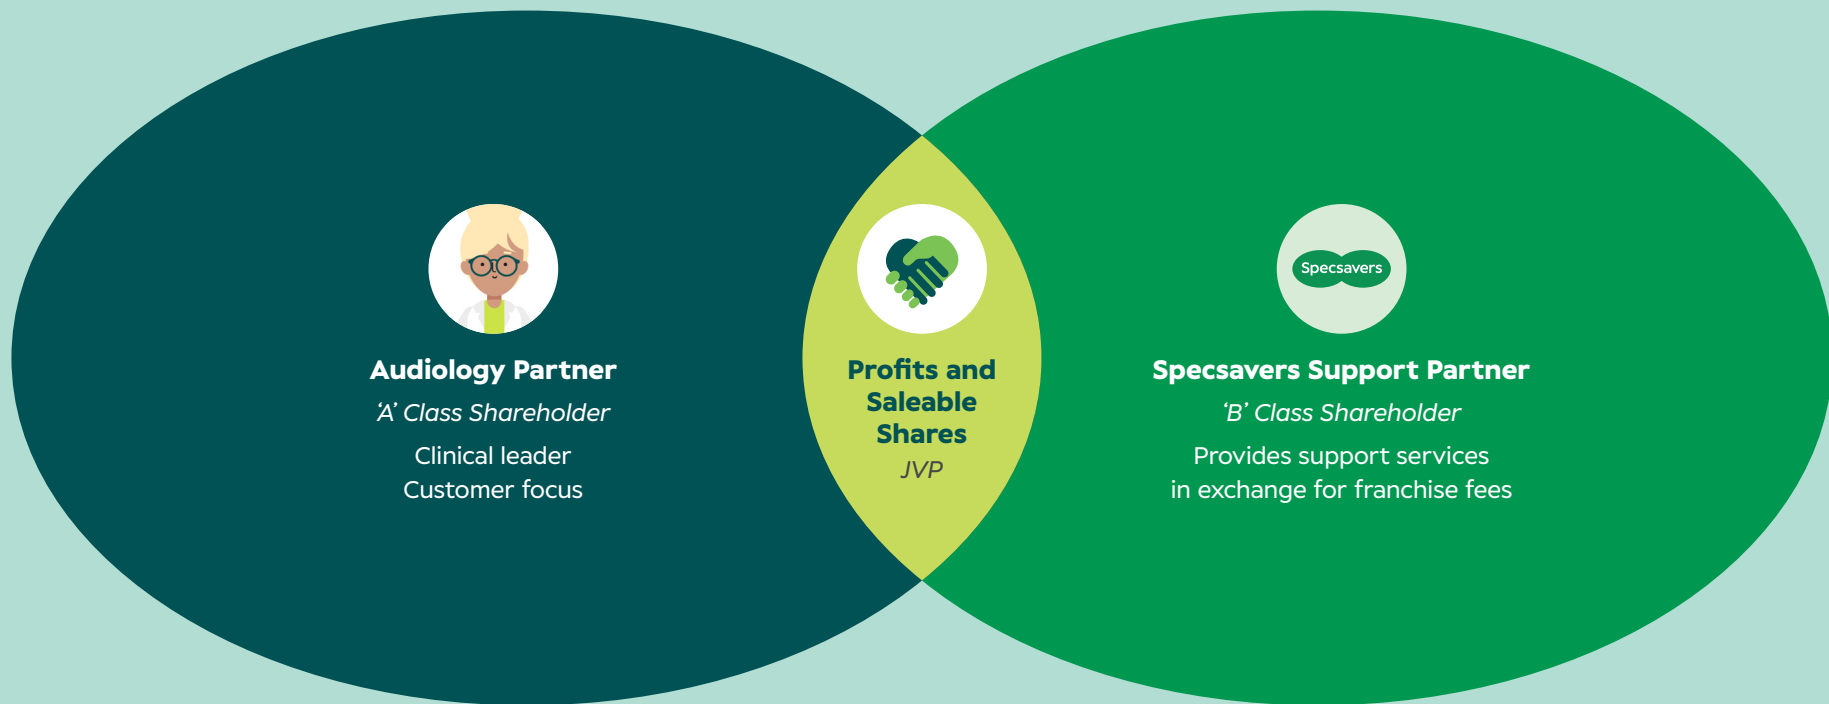 Audiology Partner
‘A’ Class Shareholder
Clinical leader
Customer focus
Profits and
Saleable
Shares
JVP
Specsavers
Specsavers Support Partner
‘B’ Class Shareholder
Provides support services
in exchange for franchise fees